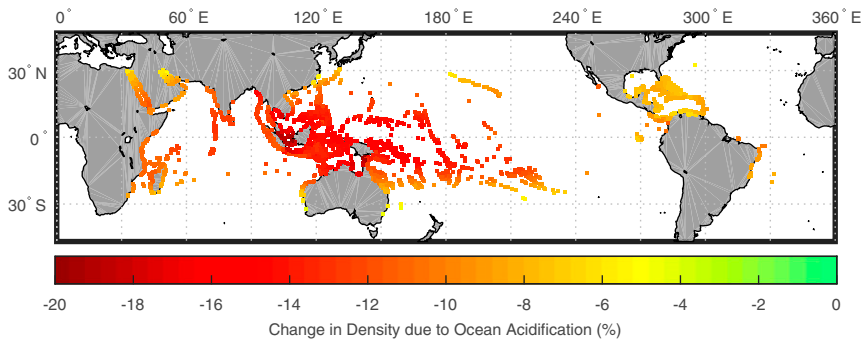 0° 60° E 120° E 180° E 240° E 300° E 360° E
30° N
0°
30° S
-20 -18 -16 -14 -12 -10 -8 -6 -4 -2 0
Change in Density due to Ocean Acidification (%)